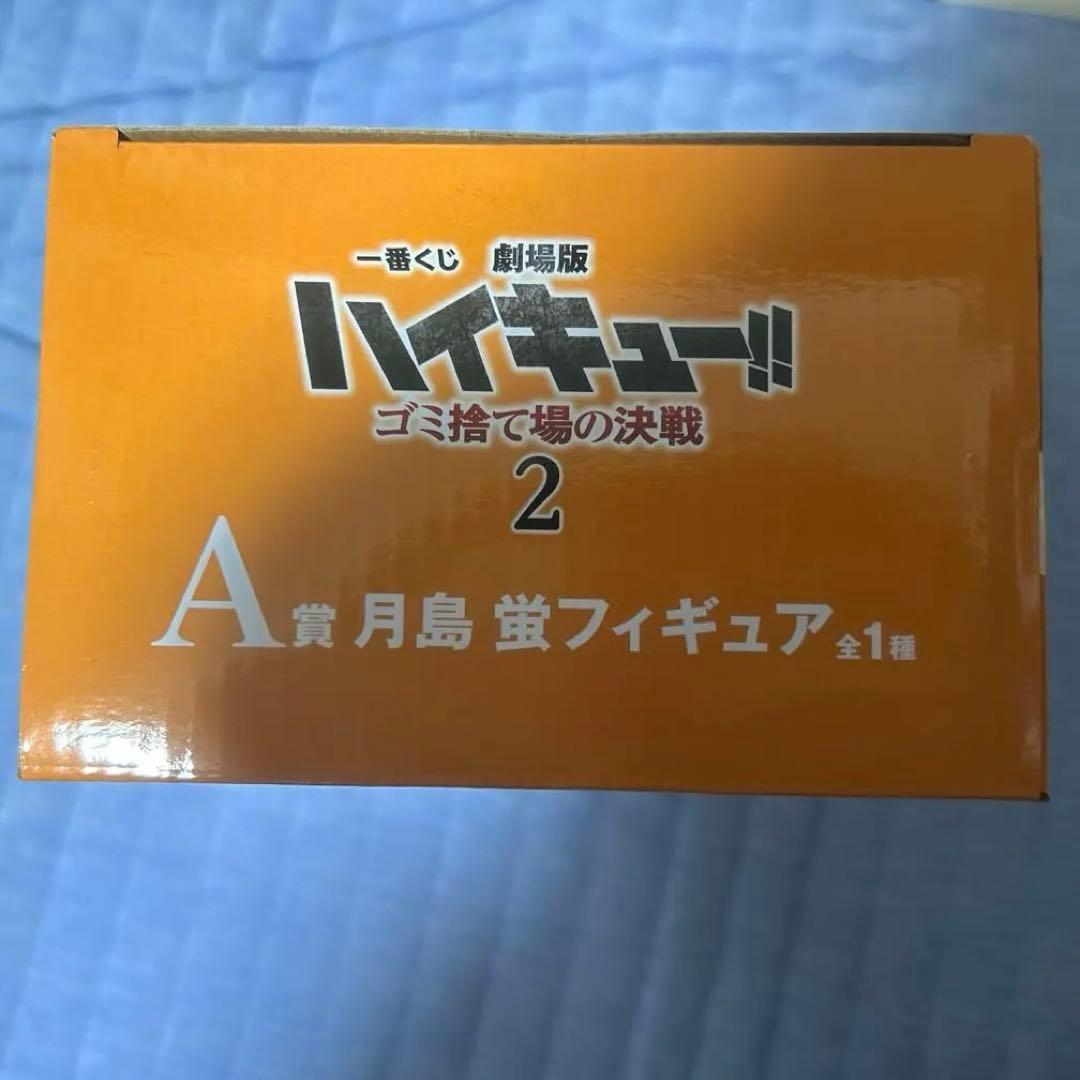 一番くじ 劇場版
ハイキュー!!
ゴミ捨て場の決戦
2
A賞 月島 蛍フィギュア 全1種